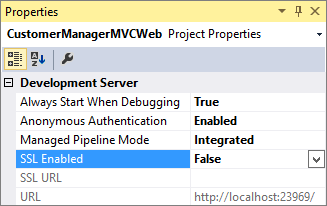 Properties
CustomerManagerMVCWeb Project Properties
Development Server
Always Start When Debugging True
Anonymous Authentication Enabled
Managed Pipeline Mode Integrated
SSL Enabled False
SSL URL
URL http://localhost:23969/